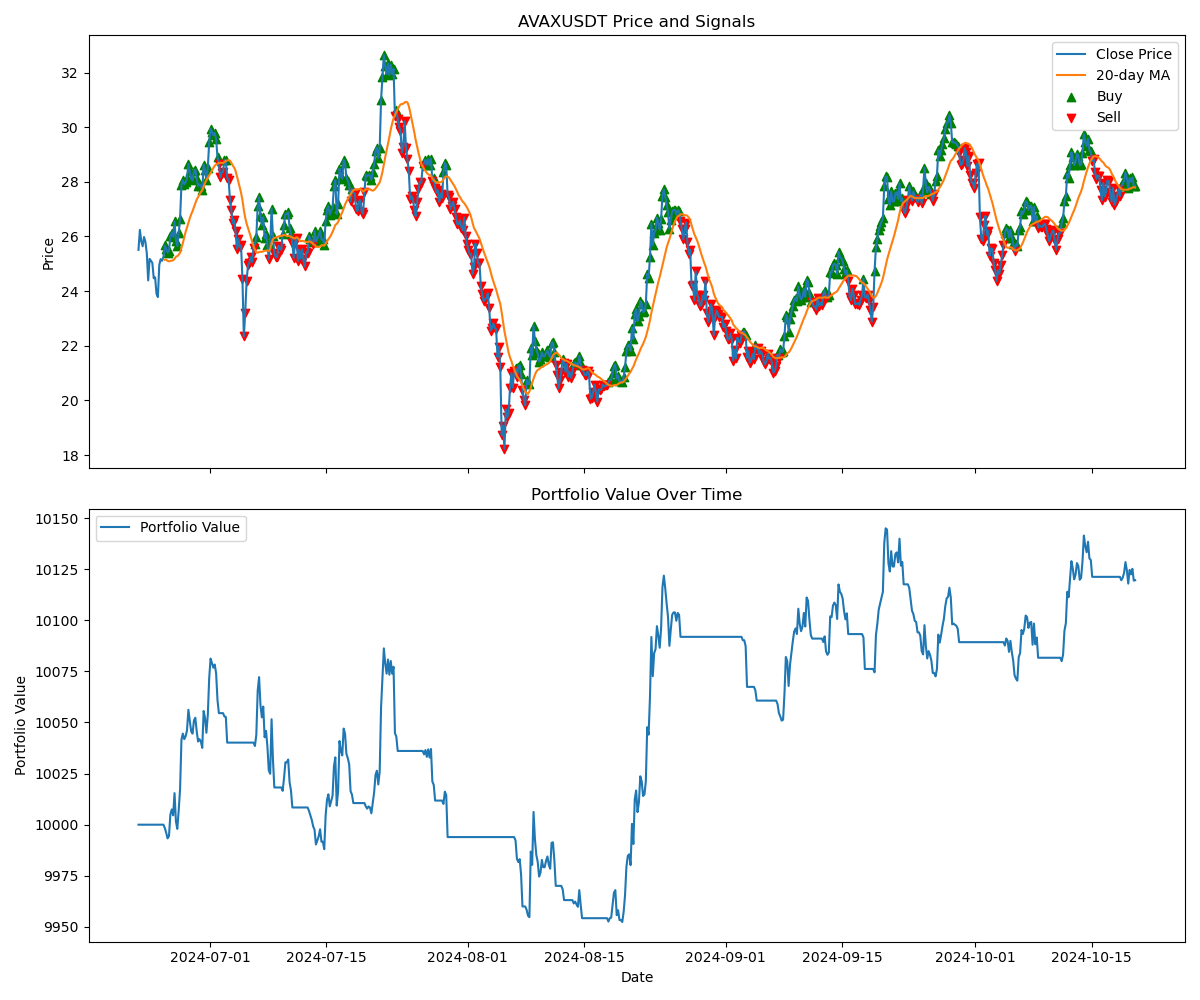 AVAXUSDT Price and Signals
Price
32
30
28
26
24
22
20
18
Close Price
20-day MA
Buy
Sell
Portfolio Value Over Time
Portfolio Value
10150
10125
10100
10075
10050
10025
10000
9975
9950
Portfolio Value
2024-07-01
2024-07-15
2024-08-01
2024-08-15
2024-09-01
2024-09-15
2024-10-01
2024-10-15
Date